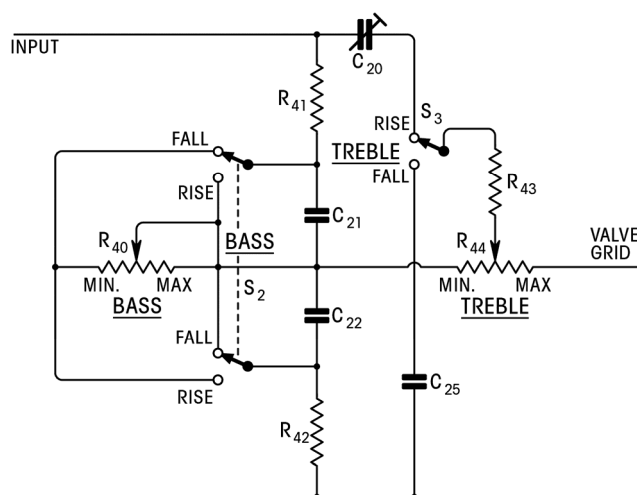 INPUT
C20
R41
S3
FALL
RISE
TREBLE
RISE
FALL
R43
C21
R40
BASS
R44
VALVE
GRID
MIN.
MAX
BASS
S2
MIN.
MAX
TREBLE
C22
FALL
RISE
C25
R42